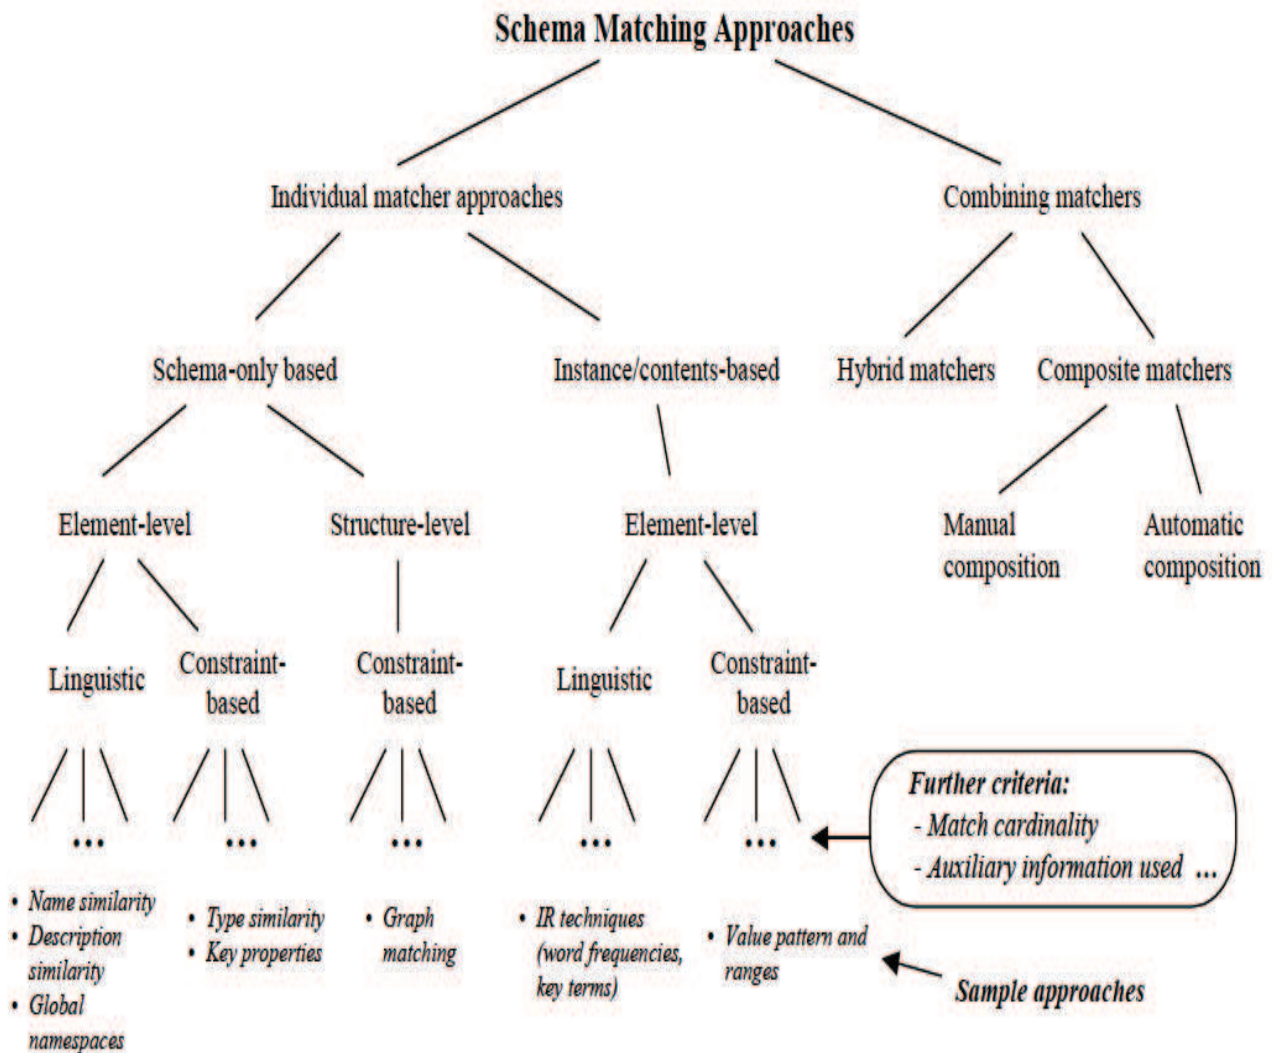 Schema Matching Approaches
Individual matcher approaches
Combining matchers
Schema-only based
Instance/contents-based
Hybrid matchers
Composite matchers
Element-level
Structure-level
Element-level
Manual
composition
Automatic
composition
Linguistic
Constraint-
based
Constraint-
based
Linguistic
Constraint-
based
Further criteria:
- Match cardinality
- Auxiliary information used ...
...
...
...
...
...
• Name similarity
• Description
similarity
• Global
namespaces
• Type similarity
• Key properties
• Graph
matching
• IR techniques
(word frequencies,
key terms)
• Value pattern and
ranges
Sample approaches